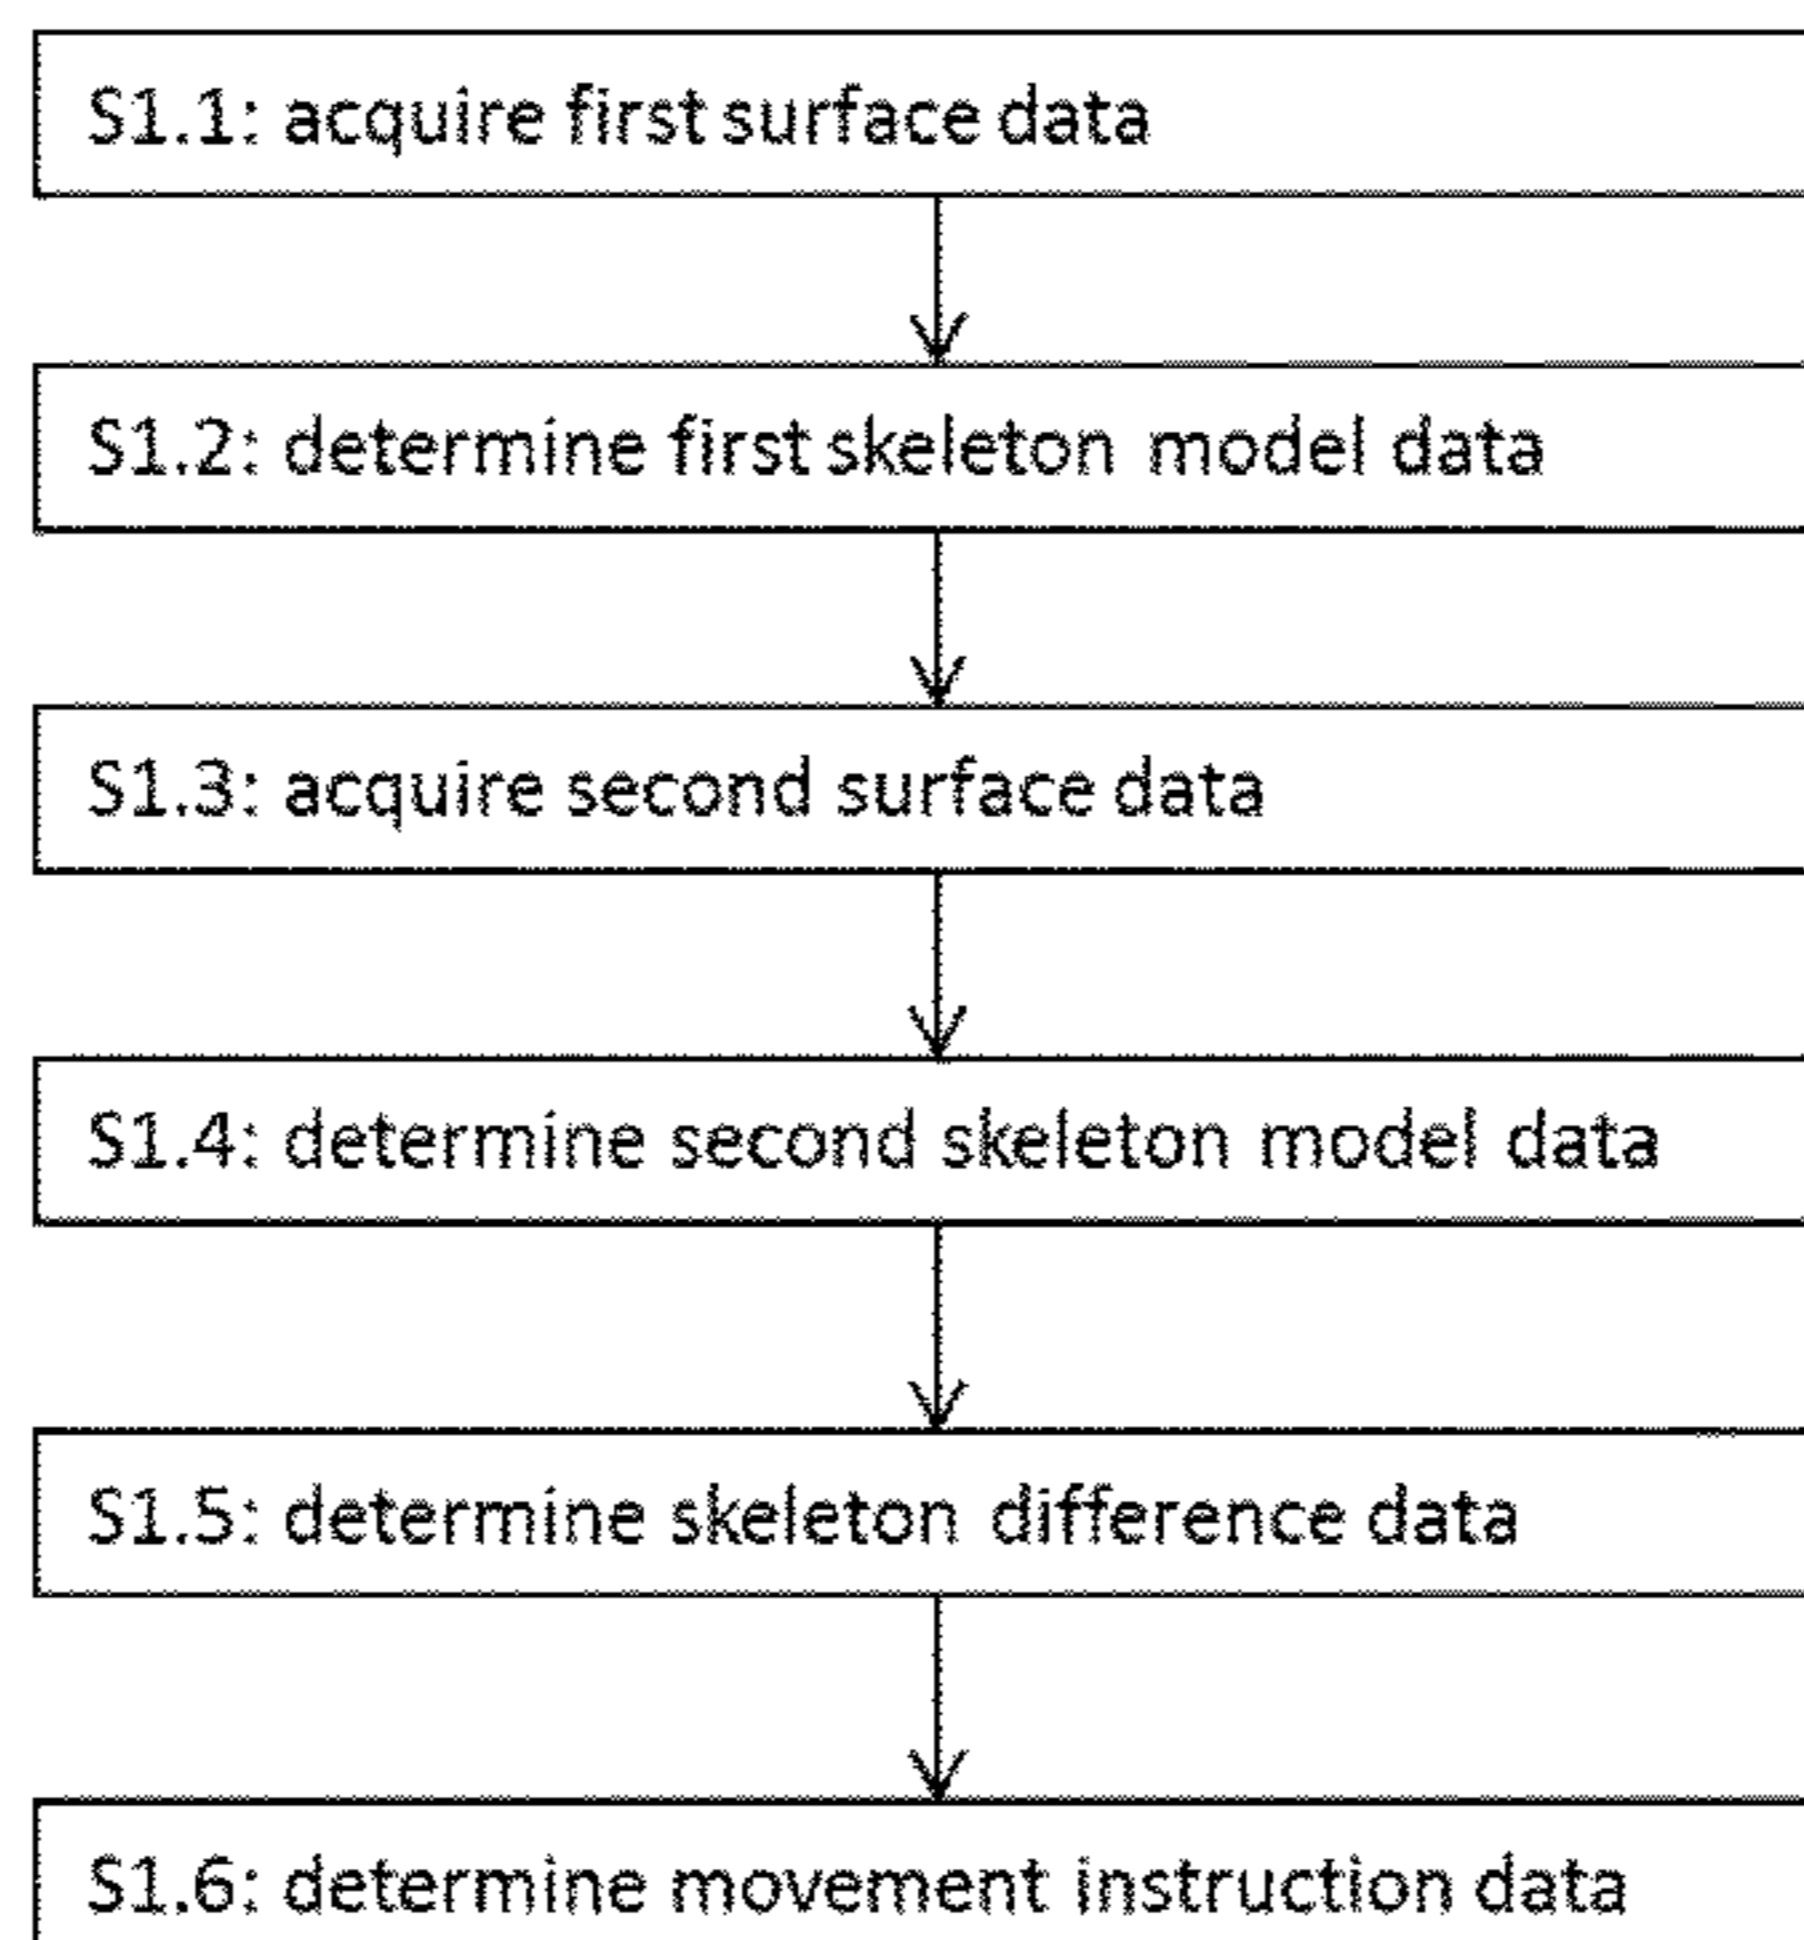 S1.1: acquire first surface data
S1.2: determine first skeleton model data
S1.3: acquire second surface data
S1.4: determine second skeleton model data
S1.5: determine skeleton difference data
S1.6: determine movement instruction data